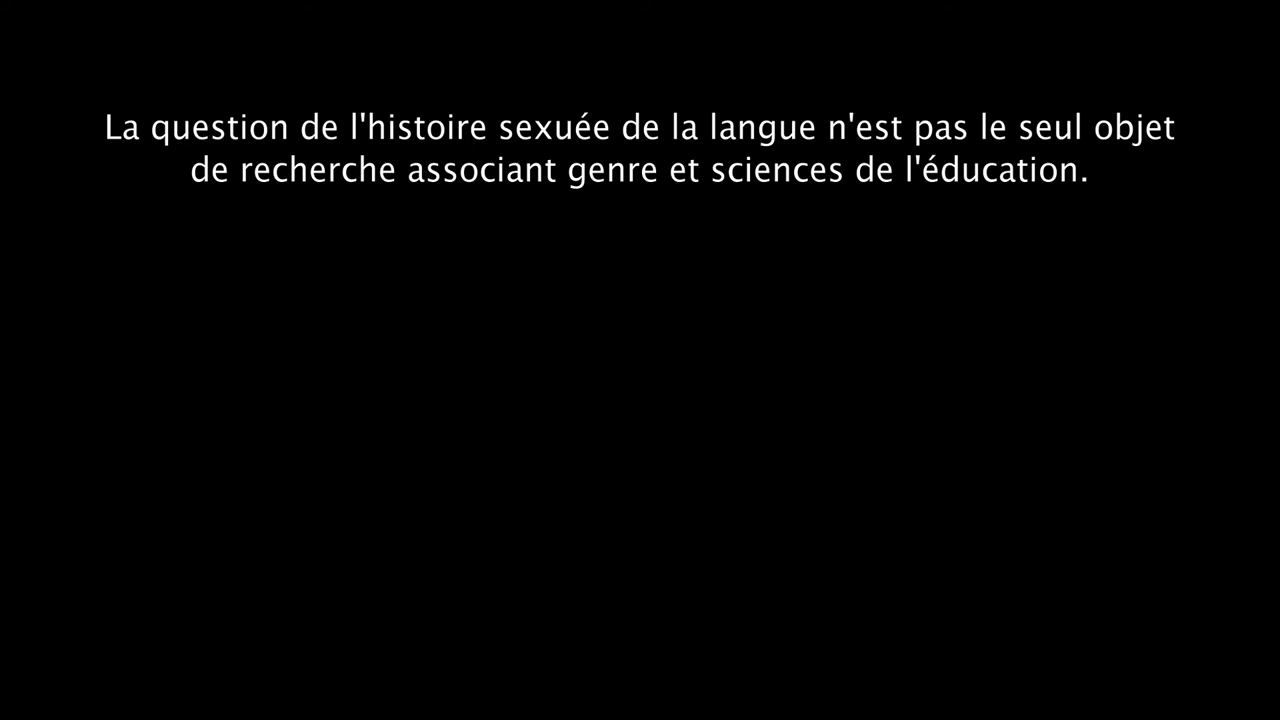 La question de l'histoire sexuée de la langue n'est pas le seul objet
de recherche associant genre et sciences de l'éducation.